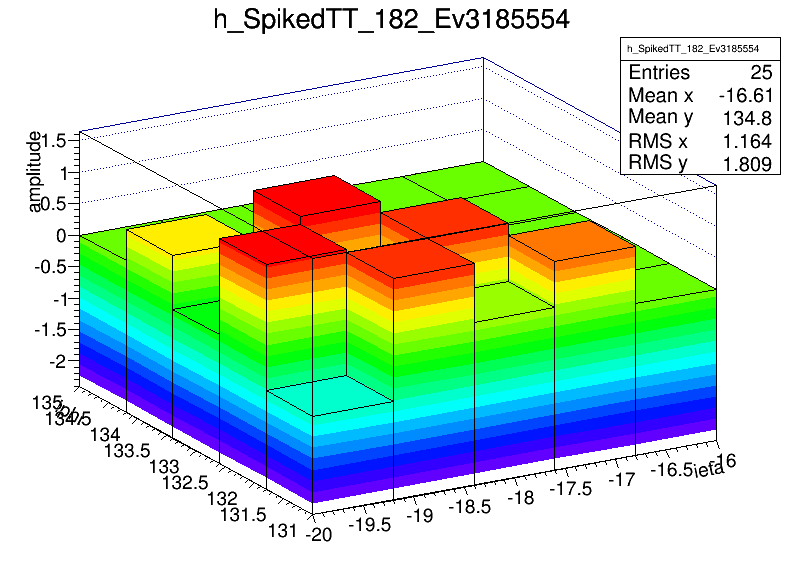 h_SpikedTT_182_Ev3185554
h_SpikedTT_182_Ev3185554
Entries 25
Mean x -16.61
Mean y 134.8
RMS x 1.164
RMS y 1.809
amplitude
1.5
1
0.5
0
-0.5
-1
-1.5
-2
135
134.5
134
133.5
133
132.5
132
131.5
131
-20
-19.5
-19
-18.5
-18
-17.5
-17
-16.5
-16
ieta